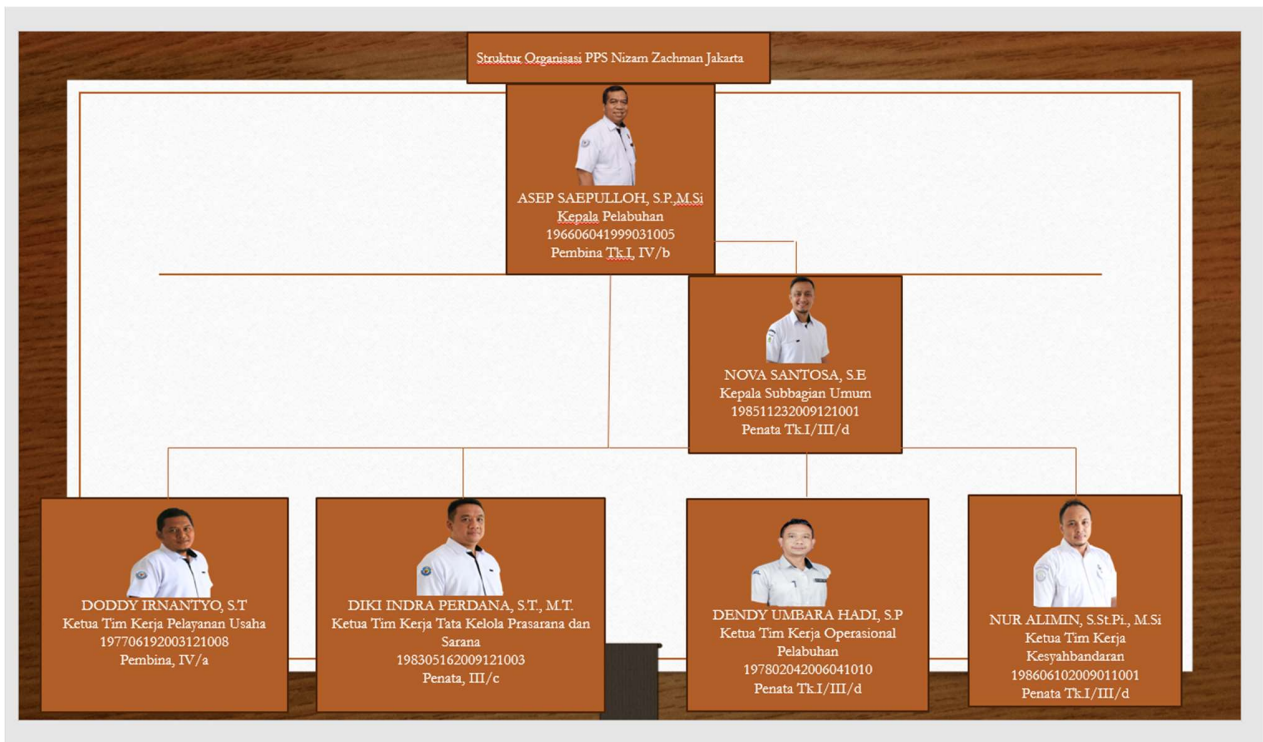 Struktur Organisasi PPS Nizam Zachman Jakarta
ASEP SAEPULLOH, S.P.,M.Si
Kepala Pelabuhan
196606041999031005
Pembina Tk.I, IV/b
NOVA SANTOSA, S.E
Kepala Subbagian Umum
198511232009121001
Penata Tk.I/III/d
DODDY IRNANTYO, S.T
Ketua Tim Kerja Pelayanan Usaha
197706192003121008
Pembina, IV/a
DIKI INDRA PERDANA, S.T., M.T.
Ketua Tim Kerja Tata Kelola Prasarana dan
Sarana
198305162009121003
Penata, III/c
DENDY UMBARA HADI, S.P
Ketua Tim Kerja Operasional
Pelabuhan
197802042006041010
Penata Tk.I/III/d
NUR ALIMIN, S.St.Pi., M.Si
Ketua Tim Kerja
Kesyahbandaran
198606102009011001
Penata Tk.I/III/d